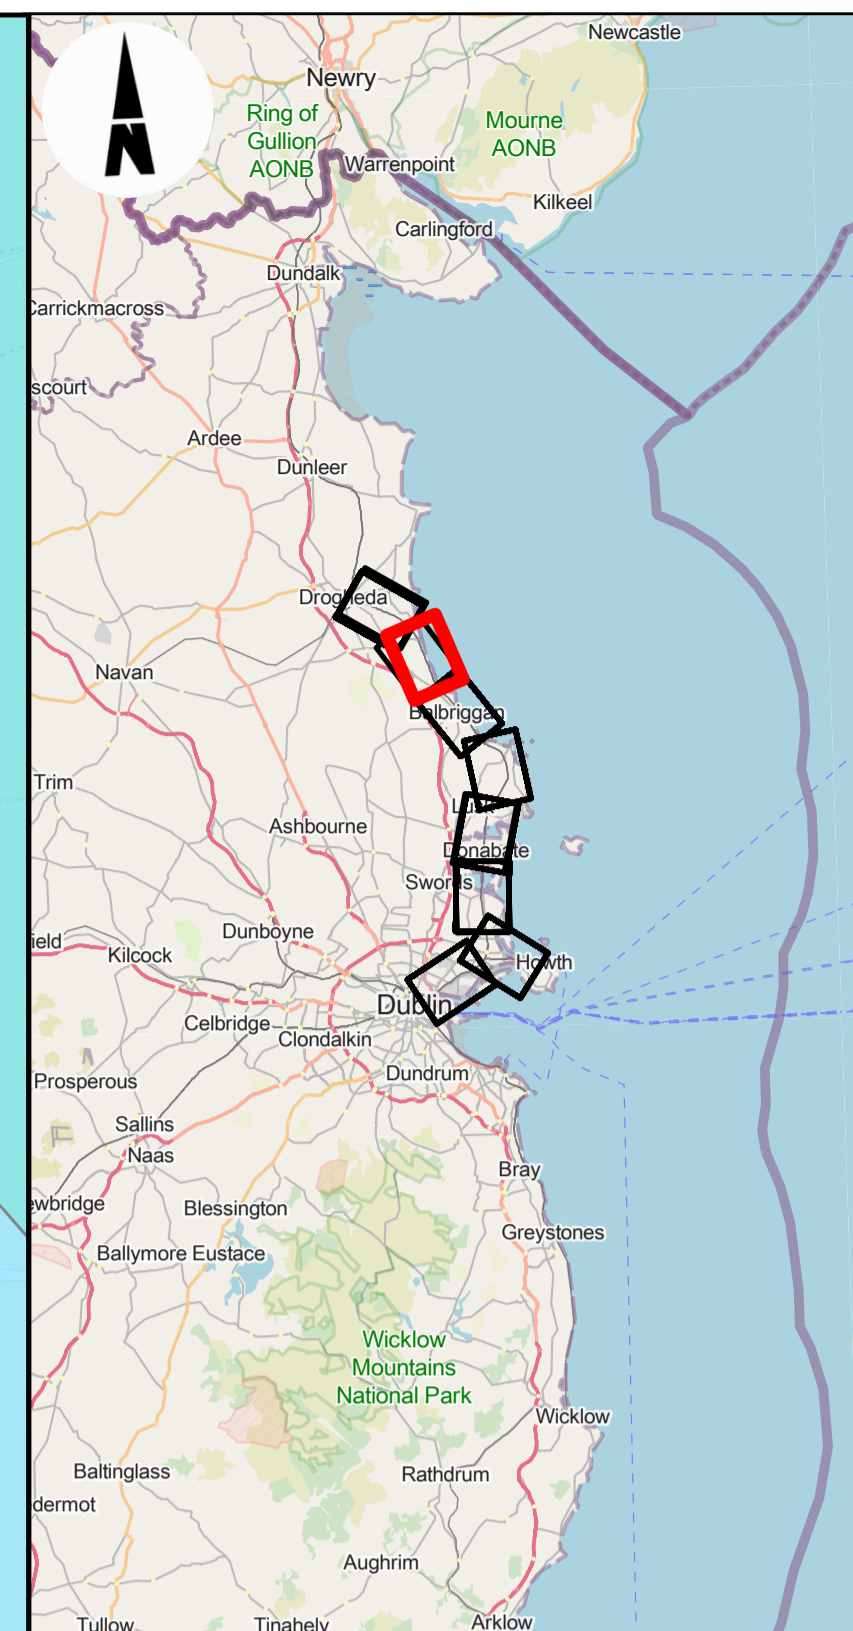 Newcastle
Newry
Ring of
Gullion
AONB
Mourne
AONB
N
Warrenpoint
Kilkeel
Carlingford
Dundalk
Carrickmacross
scourt
Ardee
Dunleer
Drogheda
Navan
Balbriggan
Trim
Lusk
Ashbourne
Donabate
Swords
Dunboyne
ield
Kilcock
Howth
Dublin
Celbridge
Clondalkin
Dundrum
Prosperous
Sallins
Naas
Bray
ewbridge
Blessington
Greystones
Ballymore Eustace
Wicklow
Mountains
National Park
Wicklow
Baltinglass
Rathdrum
dermot
Aughrim
Tullow
Tinahely
Arklow